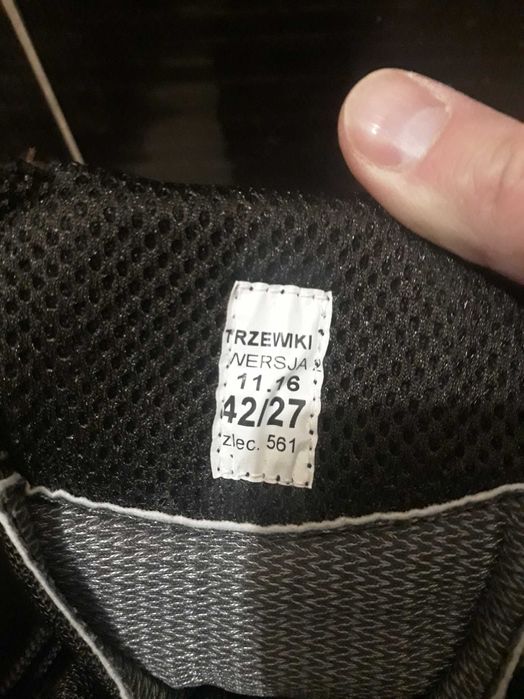 TRZEWIKI
WERSJA
11.16
42/27
zlec. 561